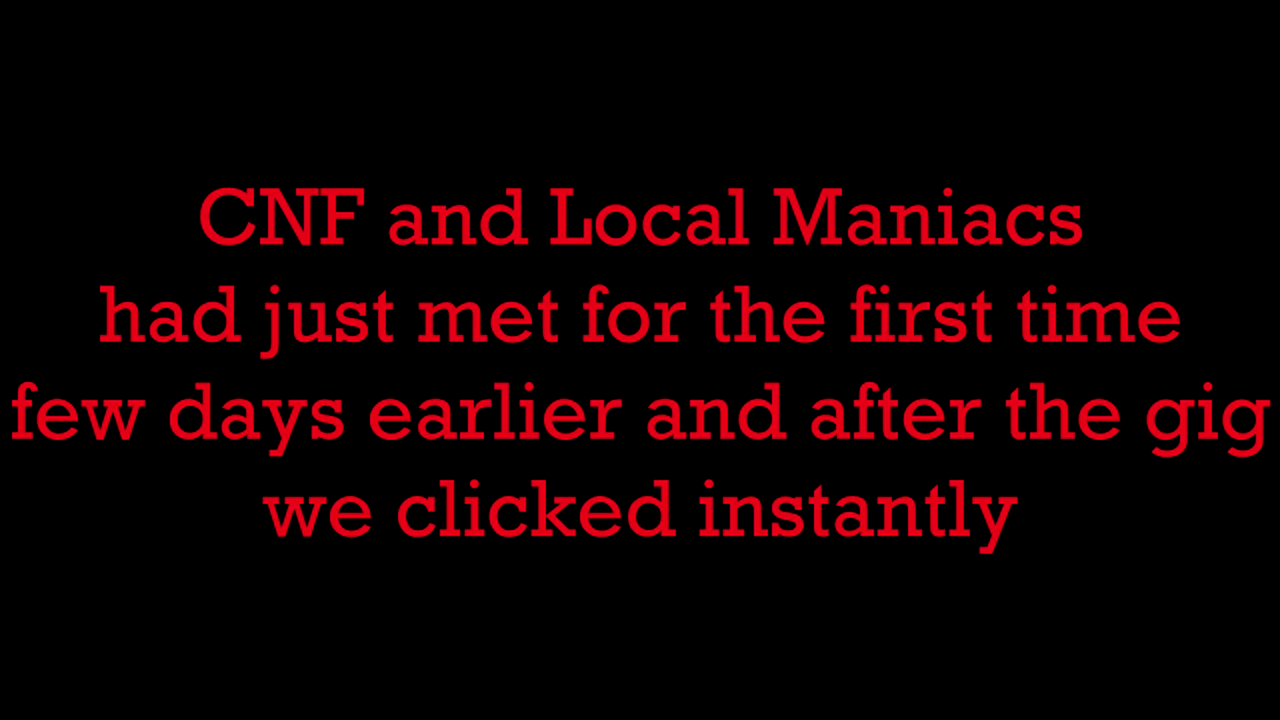 CNF and Local Maniacs
had just met for the first time
few days earlier and after the gig
we clicked instantly